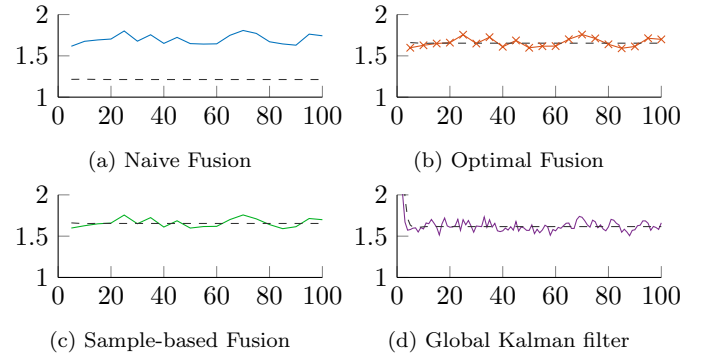 2 2
1.5 1.5
1 1
0 20 40 60 80 100 0 20 40 60 80 100
(a) Naive Fusion (b) Optimal Fusion
2 2
1.5 1.5
1 1
0 20 40 60 80 100 0 20 40 60 80 100
(c) Sample-based Fusion (d) Global Kalman filter